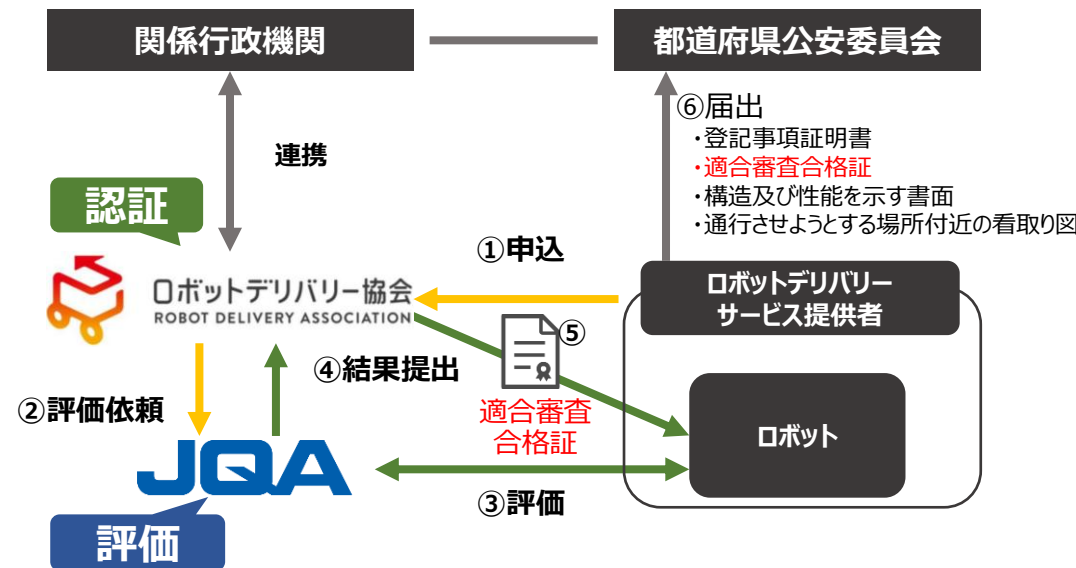 関係行政機関
都道府県公安委員会
連携
⑥届出
・登記事項証明書
・適合審査合格証
・構造及び性能を示す書面
・通行させようとする場所付近の看取り図
認証
①申込
ロボットデリバリー協会
ROBOT DELIVERY ASSOCIATION
ロボットデリバリー
サービス提供者
⑤
④結果提出
②評価依頼
適合審査
合格証
ロボット
JQA
③評価
評価